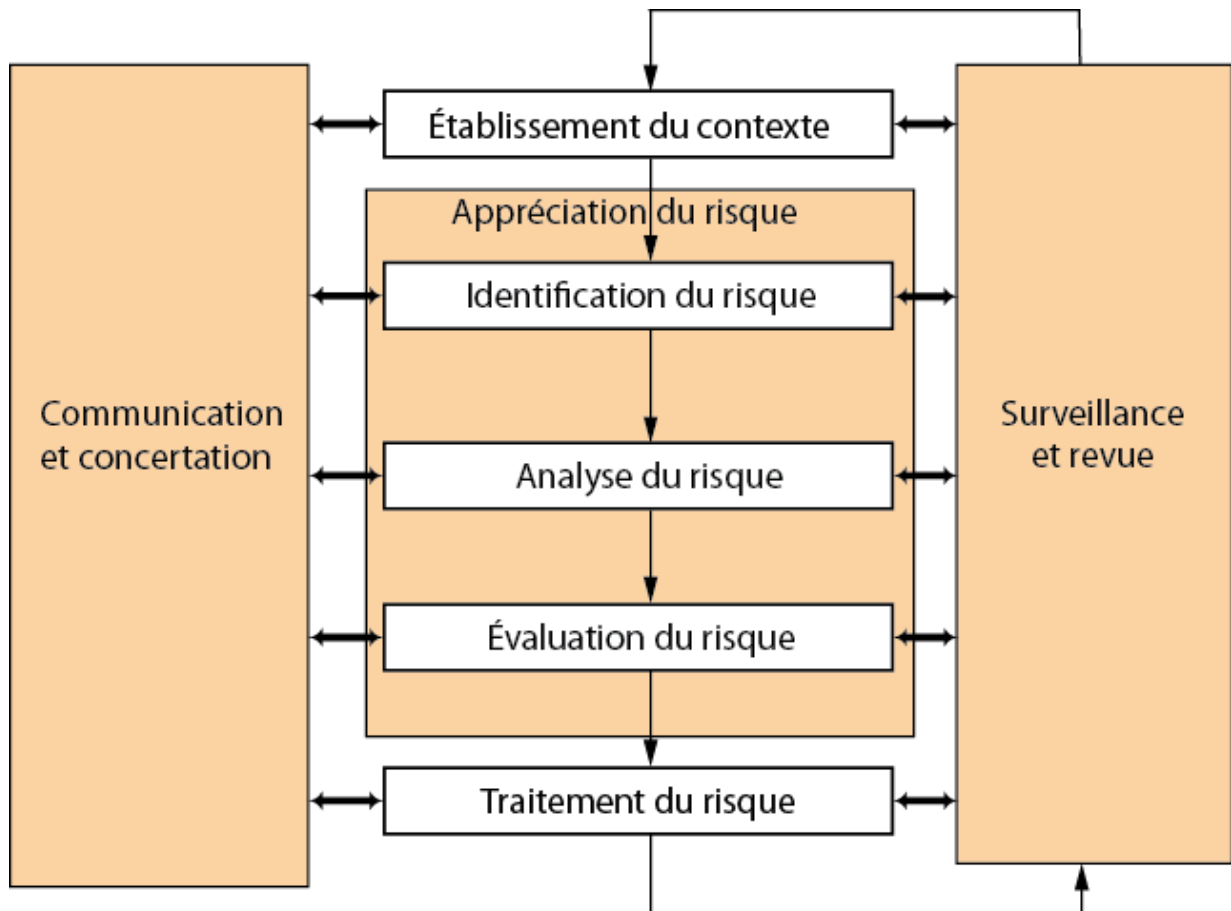 Établissement du contexte
Appréciation du risque
Identification du risque
Communication
et concertation
Surveillance
et revue
Analyse du risque
Évaluation du risque
Traitement du risque